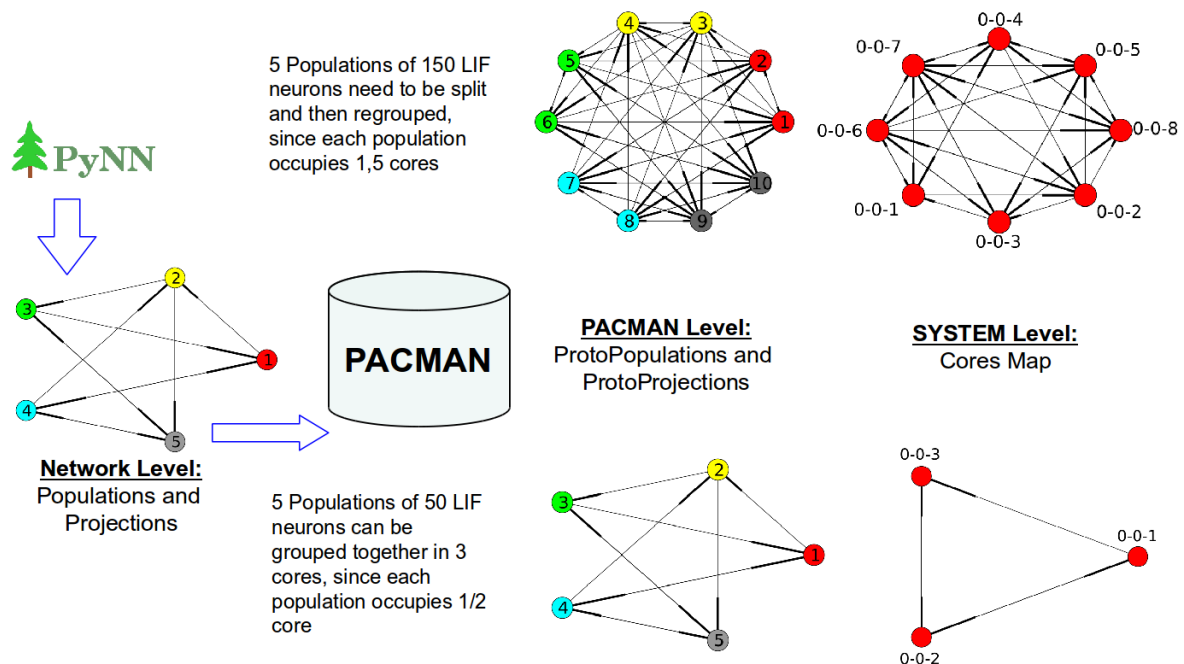 5 Populations of 150 LIF
neurons need to be split
and then regrouped,
since each population
occupies 1,5 cores
PyNN
4
3
5
2
6
1
7
10
8
9
0-0-4
0-0-7
0-0-5
0-0-6
0-0-8
0-0-1
0-0-2
0-0-3
2
3
1
4
5
PACMAN
PACMAN Level:
ProtoPopulations and
ProtoProjections
SYSTEM Level:
Cores Map
Network Level:
Populations and
Projections
5 Populations of 50 LIF
neurons can be
grouped together in 3
cores, since each
population occupies 1/2
core
2
3
1
4
5
0-0-3
0-0-1
0-0-2